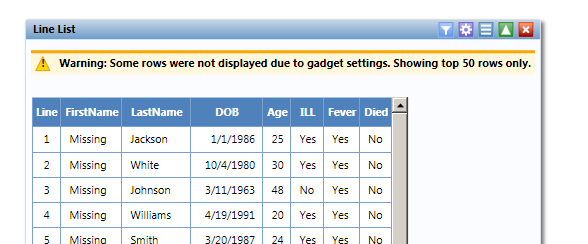 Line List
Warning: Some rows were not displayed due to gadget settings. Showing top 50 rows only.
Line FirstName LastName DOB Age ILL Fever Died
1 Missing Jackson 1/1/1986 25 Yes Yes No
2 Missing White 10/4/1980 30 Yes Yes No
3 Missing Johnson 3/11/1963 48 No Yes No
4 Missing Williams 4/19/1991 20 Yes Yes No
5 Missing Smith 3/20/1987 24 Yes Yes No